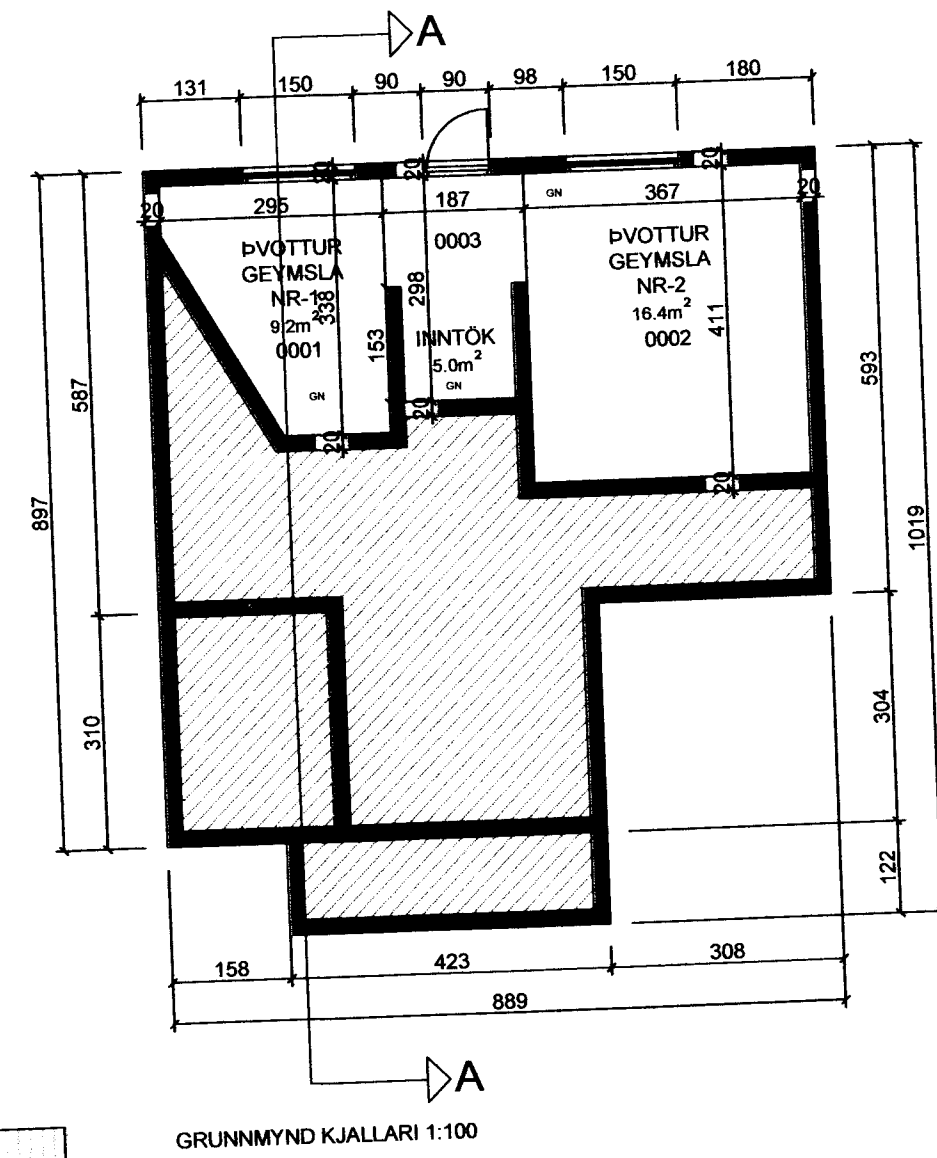 A
131 150 90 90 98 150 180
20 20 20
20 295 187 GN 367 20
ÞVOTTUR
GEYMSLA
NR-1
9.2m²
0001
338
GN
20
0003
298
153
INNTÖK
5.0m²
GN
20
ÞVOTTUR
GEYMSLA
NR-2
16.4m²
0002
411
20
587
897
310
593
1019
304
122
158 423 308
889
A
GRUNNMYND KJALLARI 1:100